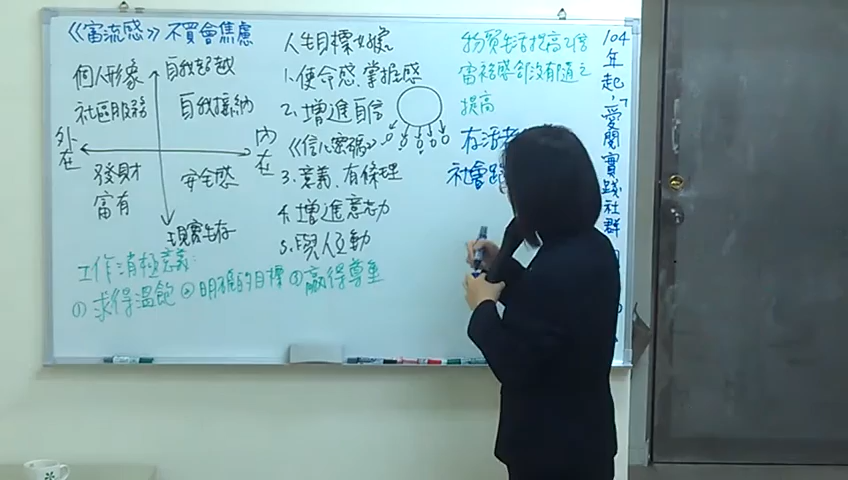 《富流感》不買會焦慮
個人形象
社區服務
自我超越
自我接納
外在
內在
發財
富有
安全感
現實生存
工作消極意義：
① 求得溫飽 ② 明確的目標 ③ 贏得尊重
人生目標
1. 使命感、掌握感
2. 增進自信
《信心密碼》
3. 意義、有條理
4. 增進意志力
5. 與人互動
物質生活提高2倍
富裕感卻沒有隨之
提高
存活
社會
104年起，「愛閱實踐社群